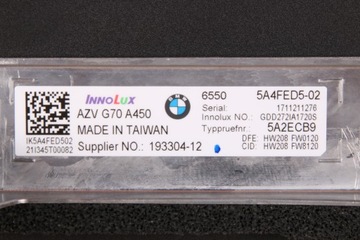 INNOLUX
BMW
6550 5A4FED5-02
AZV G70 A450
Serial: 1711211276
Innolux NO.: GDD272IA1720S
MADE IN TAIWAN
Typpruefnr.: 5A2ECB9
IK5A4FED502
21I345T00082
Supplier NO.: 193304-12
DFE: HW208 FW0120
CID: HW208 FW8120